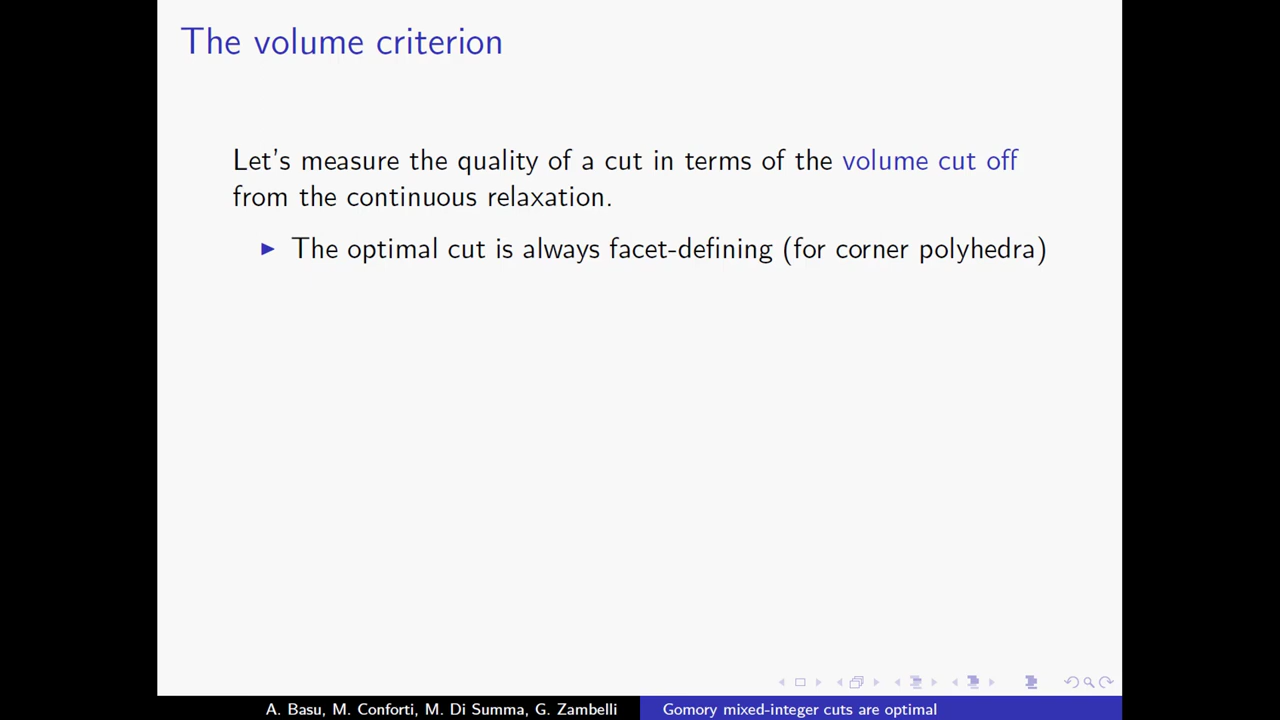 The volume criterion
Let's measure the quality of a cut in terms of the volume cut off
from the continuous relaxation.
The optimal cut is always facet-defining (for corner polyhedra)
A. Basu, M. Conforti, M. Di Summa, G. Zambelli
Gomory mixed-integer cuts are optimal